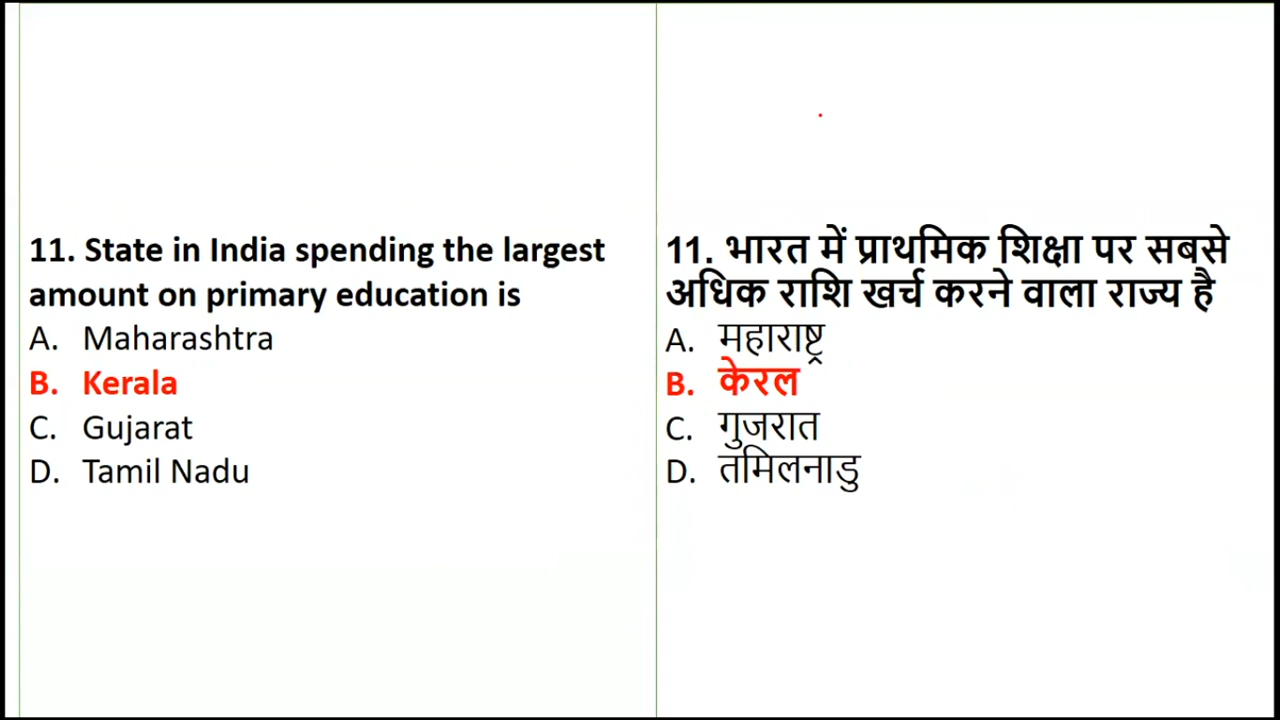 11. State in India spending the largest
amount on primary education is
A. Maharashtra
B. Kerala
C. Gujarat
D. Tamil Nadu
11. भारत में प्राथमिक शिक्षा पर सबसे
अधिक राशि खर्च करने वाला राज्य है
A. महाराष्ट्र
B. केरल
C. गुजरात
D. तमिलनाडु